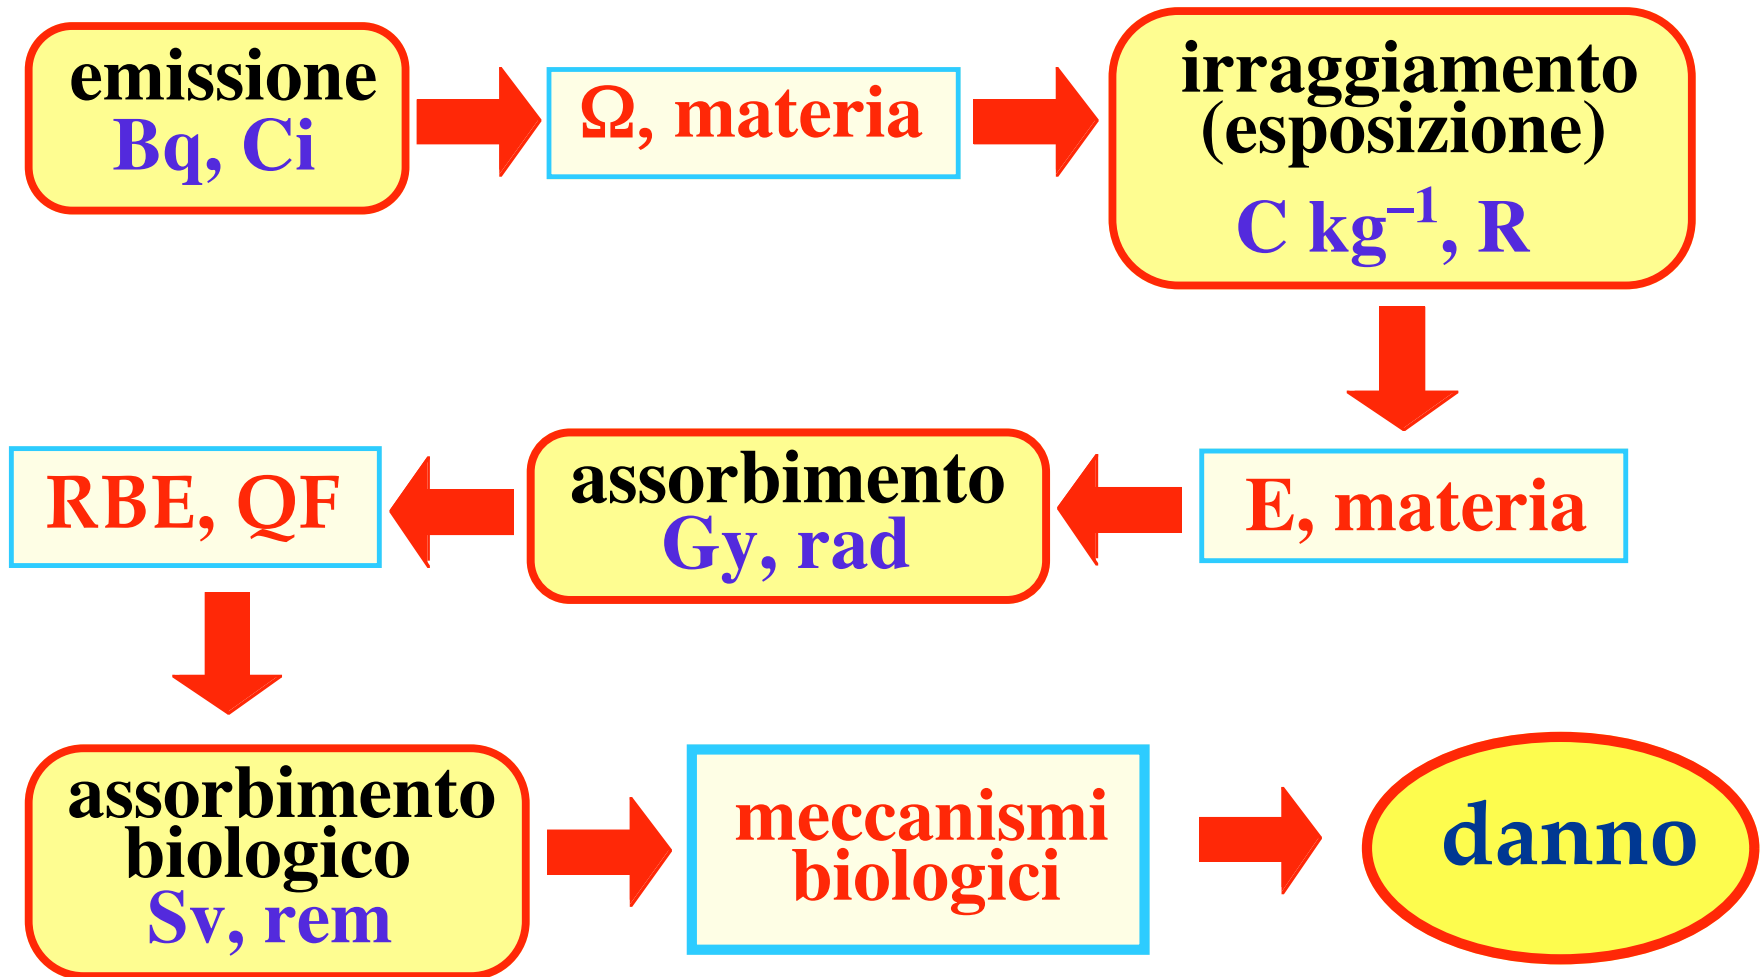 emissione
Bq, Ci
Ω, materia
irraggiamento
(esposizione)
C kg⁻¹, R
E, materia
assorbimento
Gy, rad
RBE, QF
assorbimento
biologico
Sv, rem
meccanismi
biologici
danno